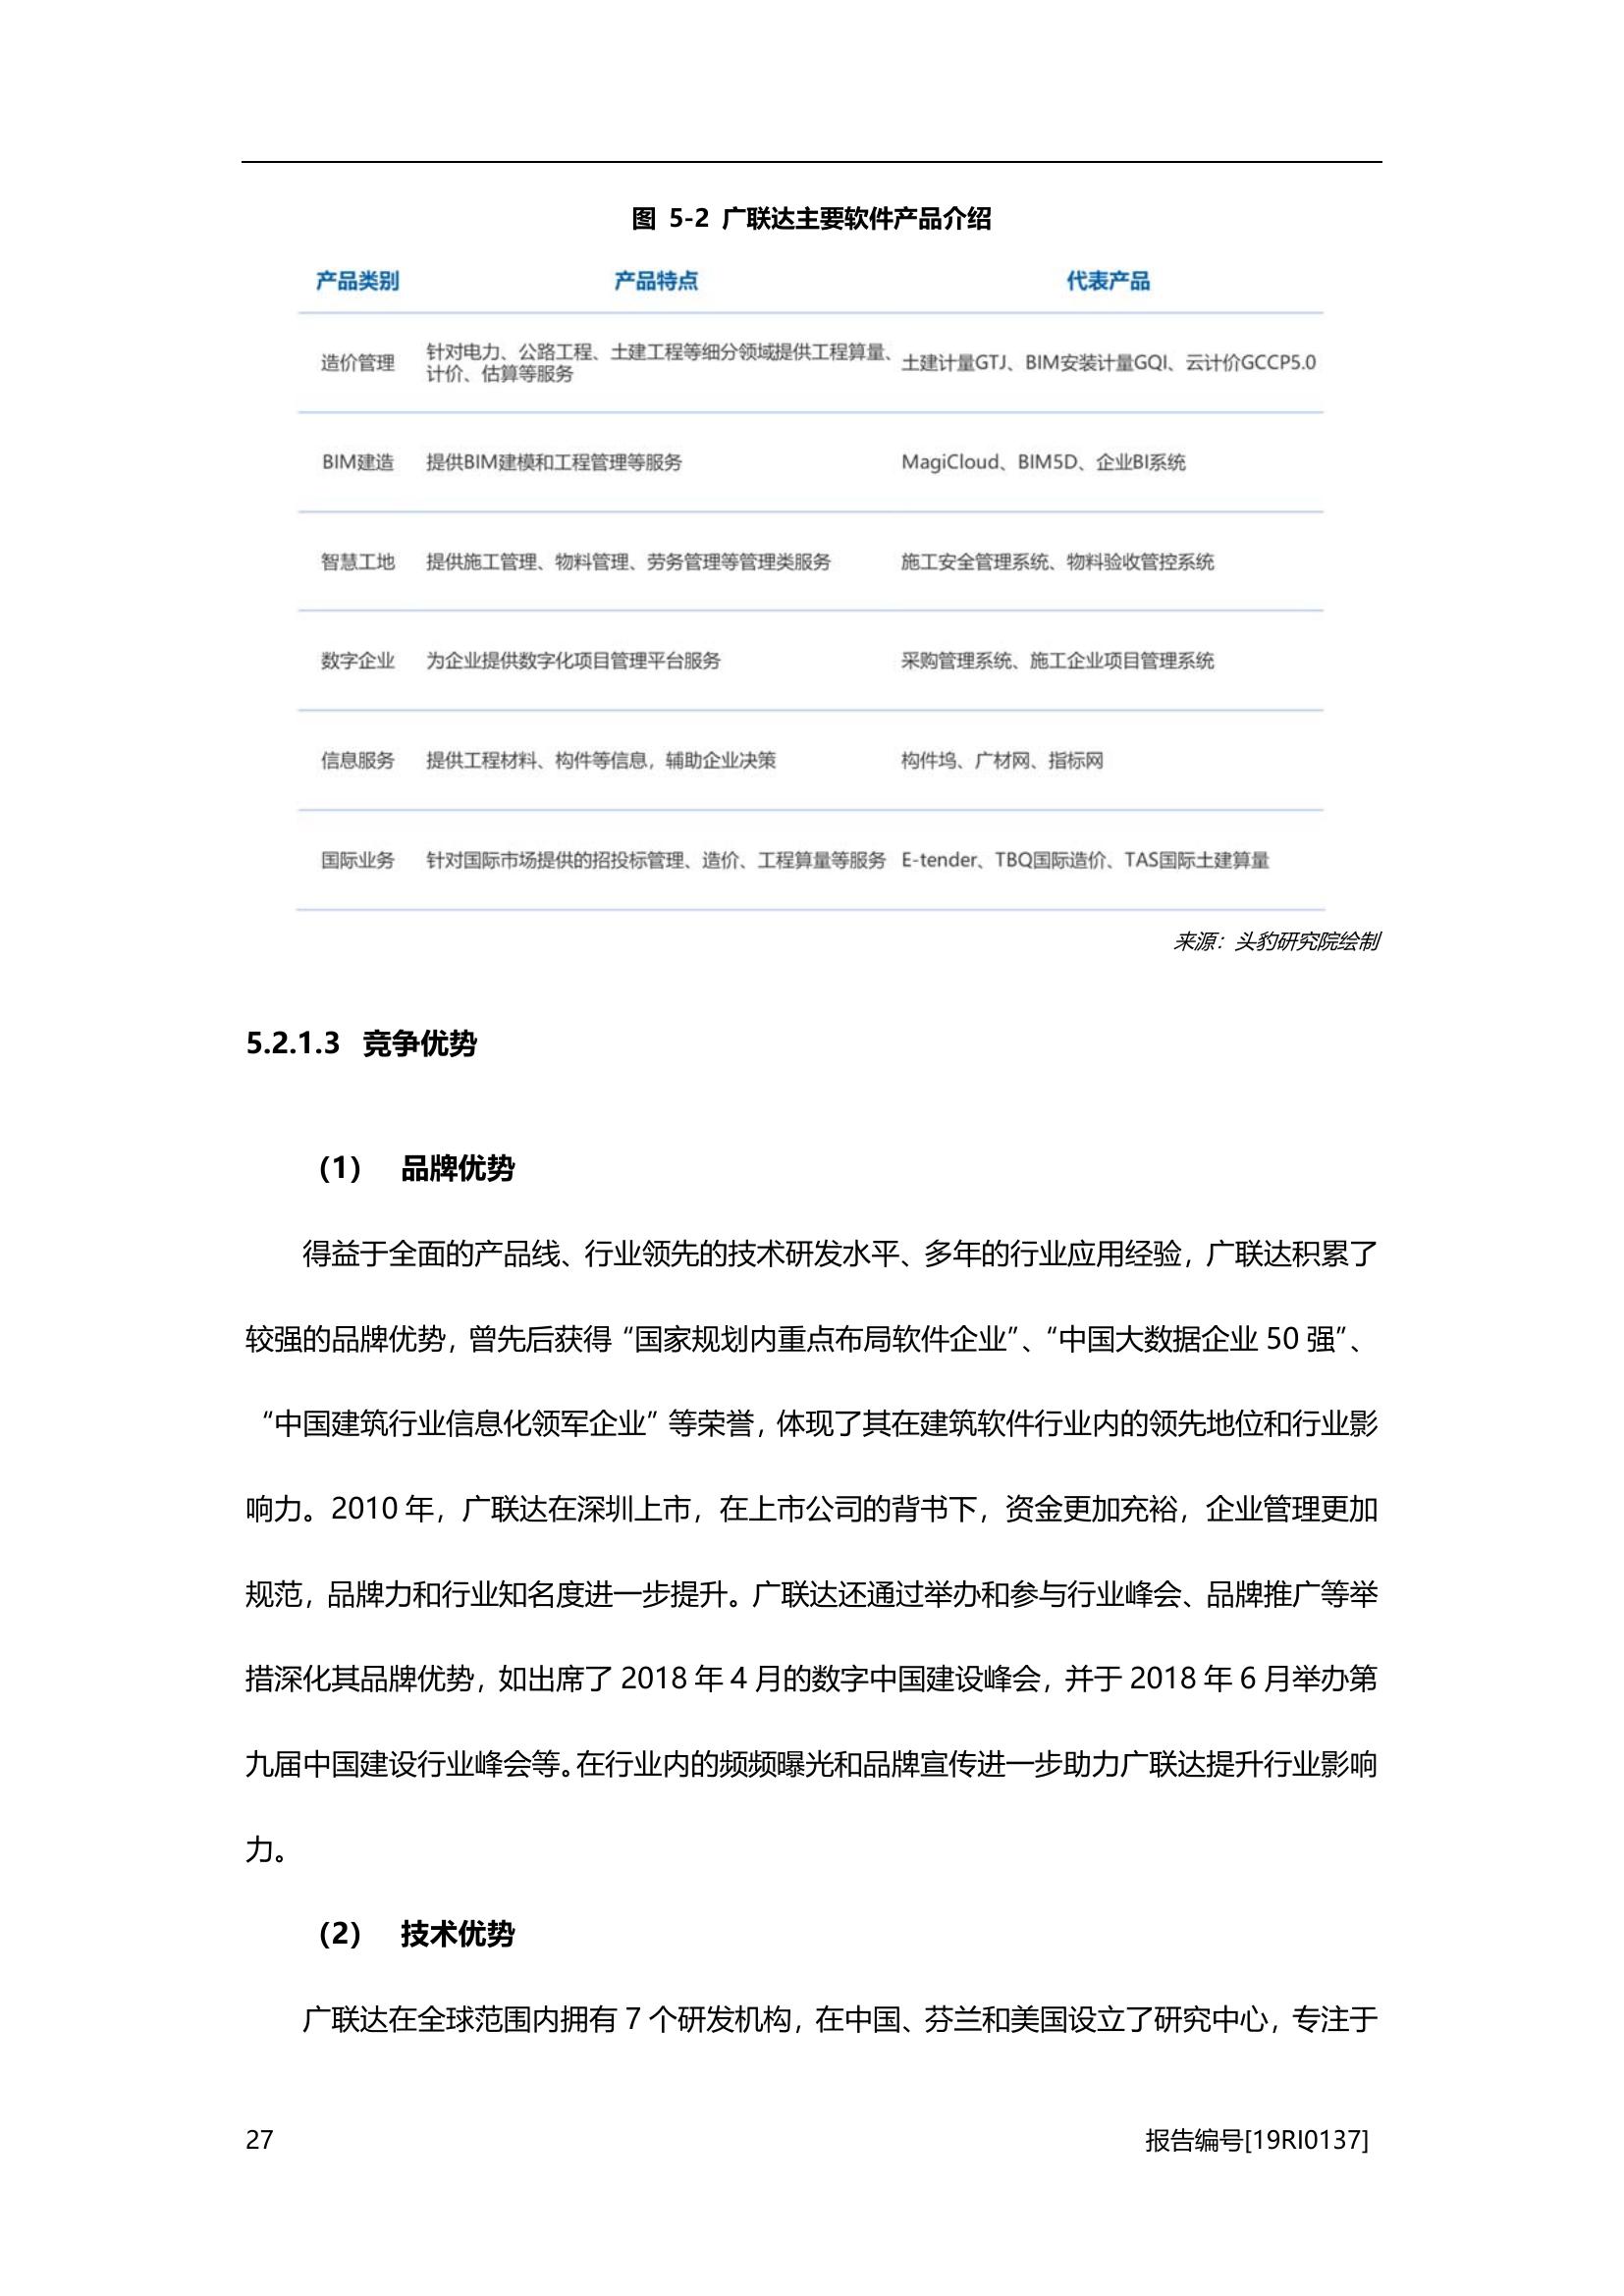 图 5-2 广联达主要软件产品介绍
产品类别 产品特点 代表产品
造价管理 针对电力、公路工程、土建工程等细分领域提供工程算量、计价、估算等服务 土建计量GTJ、BIM安装计量GQI、云计价GCCP5.0
BIM建造 提供BIM建模和工程管理等服务 MagiCloud、BIM5D、企业BI系统
智慧工地 提供施工管理、物料管理、劳务管理等管理类服务 施工安全管理系统、物料验收管控系统
数字企业 为企业提供数字化项目管理平台服务 采购管理系统、施工企业项目管理系统
信息服务 提供工程材料、构件等信息，辅助企业决策 构件坞、广材网、指标网
国际业务 针对国际市场提供的招投标管理、造价、工程算量等服务 E-tender、TBQ国际造价、TAS国际土建算量
来源：头豹研究院绘制
5.2.1.3 竞争优势
（1） 品牌优势
得益于全面的产品线、行业领先的技术研发水平、多年的行业应用经验，广联达积累了
较强的品牌优势，曾先后获得“国家规划内重点布局软件企业”、“中国大数据企业 50 强”、
“中国建筑行业信息化领军企业”等荣誉，体现了其在建筑软件行业内的领先地位和行业影
响力。2010 年，广联达在深圳上市，在上市公司的背书下，资金更加充裕，企业管理更加
规范，品牌力和行业知名度进一步提升。广联达还通过举办和参与行业峰会、品牌推广等举
措深化其品牌优势，如出席了 2018 年 4 月的数字中国建设峰会，并于 2018 年 6 月举办第
九届中国建设行业峰会等。在行业内的频频曝光和品牌宣传进一步助力广联达提升行业影响
力。
（2） 技术优势
广联达在全球范围内拥有 7 个研发机构，在中国、芬兰和美国设立了研究中心，专注于
27 报告编号[19RI0137]